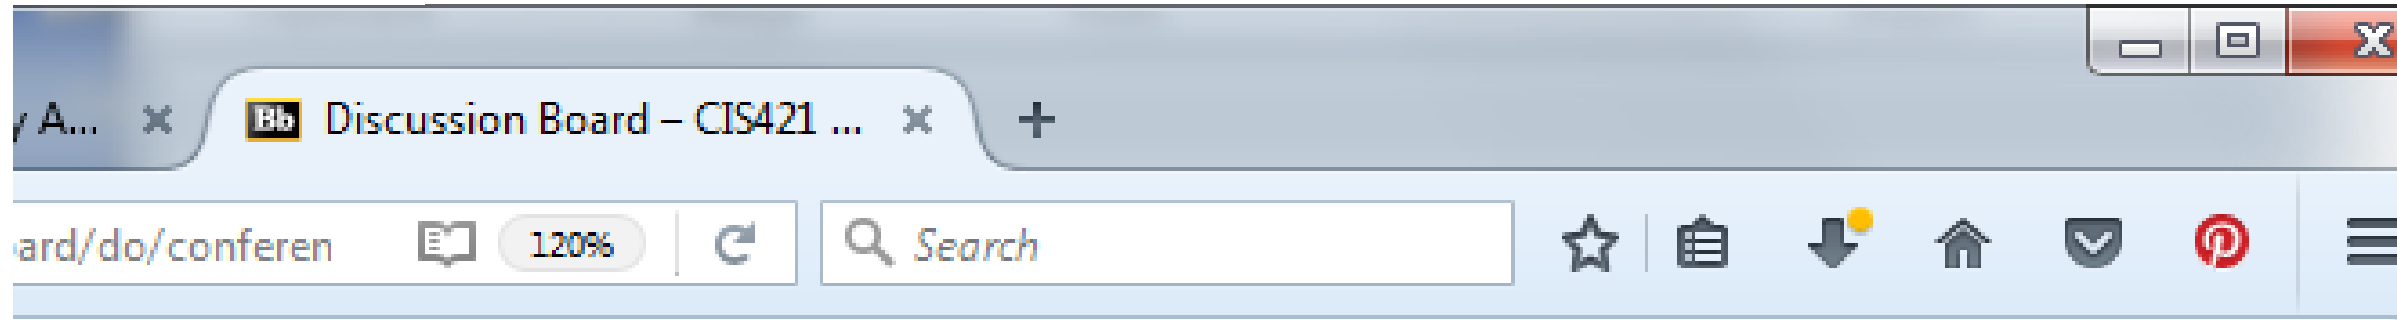 y A... Bb Discussion Board – CIS421 ...
ard/do/conferen 120% Search